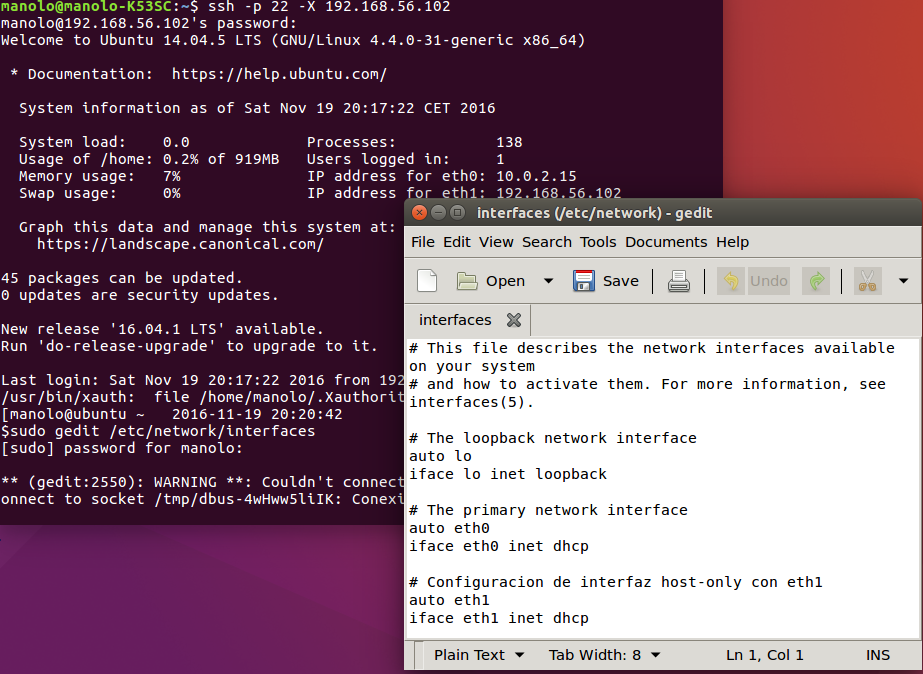 manolo@manolo-K53SC:~$ ssh -p 22 -X 192.168.56.102
manolo@192.168.56.102's password:
Welcome to Ubuntu 14.04.5 LTS (GNU/Linux 4.4.0-31-generic x86_64)
* Documentation:  https://help.ubuntu.com/
System information as of Sat Nov 19 20:17:22 CET 2016
System load:    0.0             Processes:           138
Usage of /home: 0.2% of 919MB   Users logged in:     1
Memory usage:   7%              IP address for eth0: 10.0.2.15
Swap usage:     0%              IP address for eth1: 192.168.56.102
Graph this data and manage this system at:
https://landscape.canonical.com/
45 packages can be updated.
0 updates are security updates.
New release '16.04.1 LTS' available.
Run 'do-release-upgrade' to upgrade to it.
Last login: Sat Nov 19 20:17:22 2016 from 192
/usr/bin/xauth:  file /home/manolo/.Xauthorit
[manolo@ubuntu ~   2016-11-19 20:20:42
$sudo gedit /etc/network/interfaces
[sudo] password for manolo:
** (gedit:2550): WARNING **: Couldn't connect
onnect to socket /tmp/dbus-4wHww5liIK: Conexi
interfaces (/etc/network) - gedit
File Edit View Search Tools Documents Help
Open Save Undo
interfaces
# This file describes the network interfaces available
on your system
# and how to activate them. For more information, see
interfaces(5).
# The loopback network interface
auto lo
iface lo inet loopback
# The primary network interface
auto eth0
iface eth0 inet dhcp
# Configuracion de interfaz host-only con eth1
auto eth1
iface eth1 inet dhcp
Plain Text Tab Width: 8 Ln 1, Col 1 INS